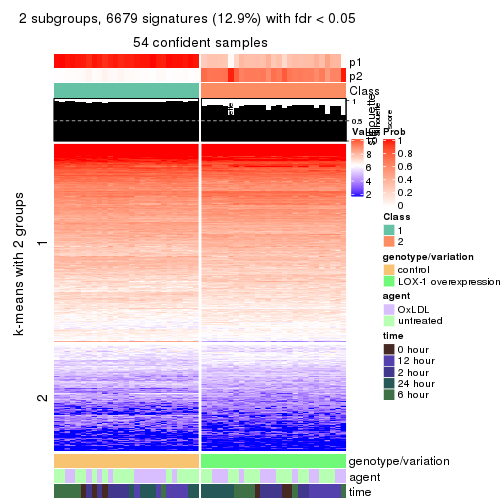 2 subgroups, 6679 signatures (12.9%) with fdr < 0.05
54 confident samples
p1
p2
Class
1
0.5
silhouette
score
k-means with 2 groups
1
2
Value
8
6
4
2
Prob
1
0.8
0.6
0.4
0.2
0
Class
1
2
genotype/variation
control
LOX-1 overexpression
agent
OxLDL
untreated
time
0 hour
12 hour
2 hour
24 hour
6 hour
genotype/variation
agent
time